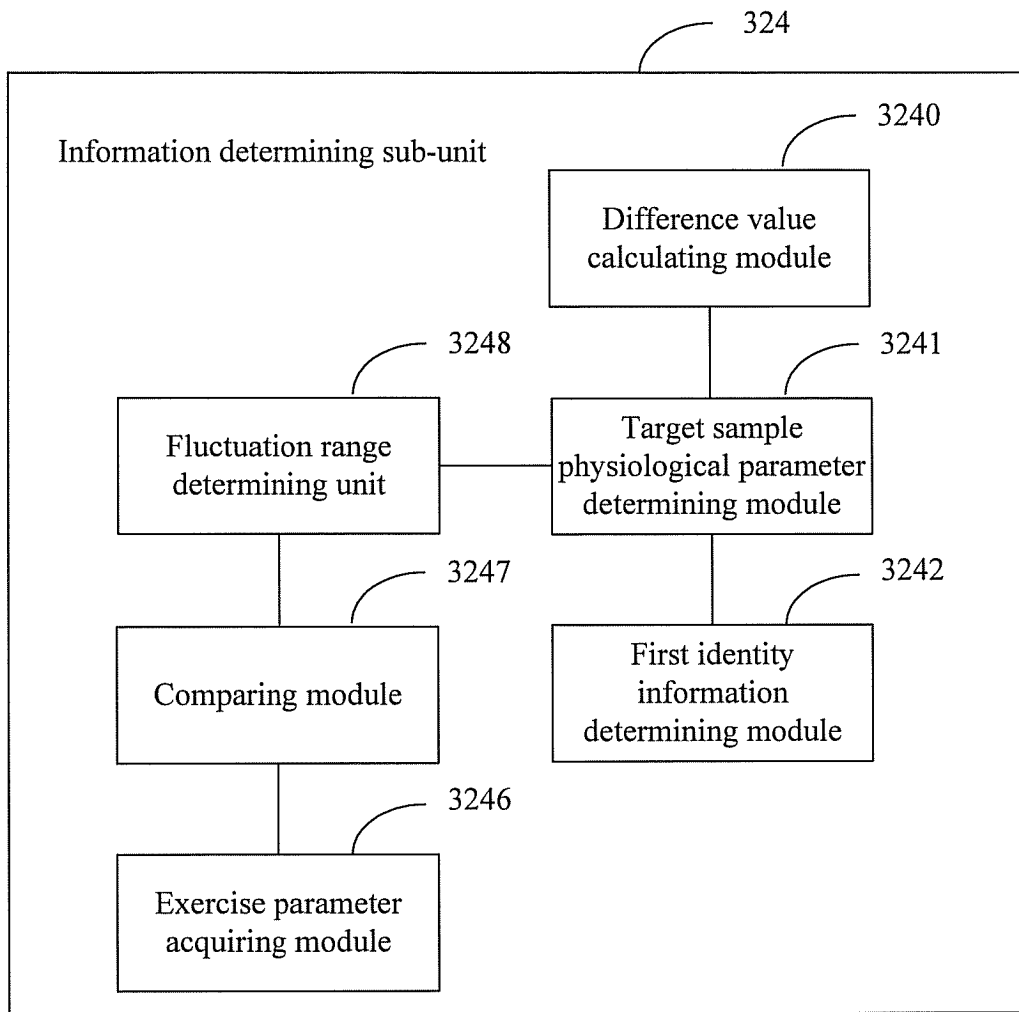 324
Information determining sub-unit
3240
Difference value
calculating module
3248
3241
Fluctuation range
determining unit
Target sample
physiological parameter
determining module
3247
3242
Comparing module
First identity
information
determining module
3246
Exercise parameter
acquiring module